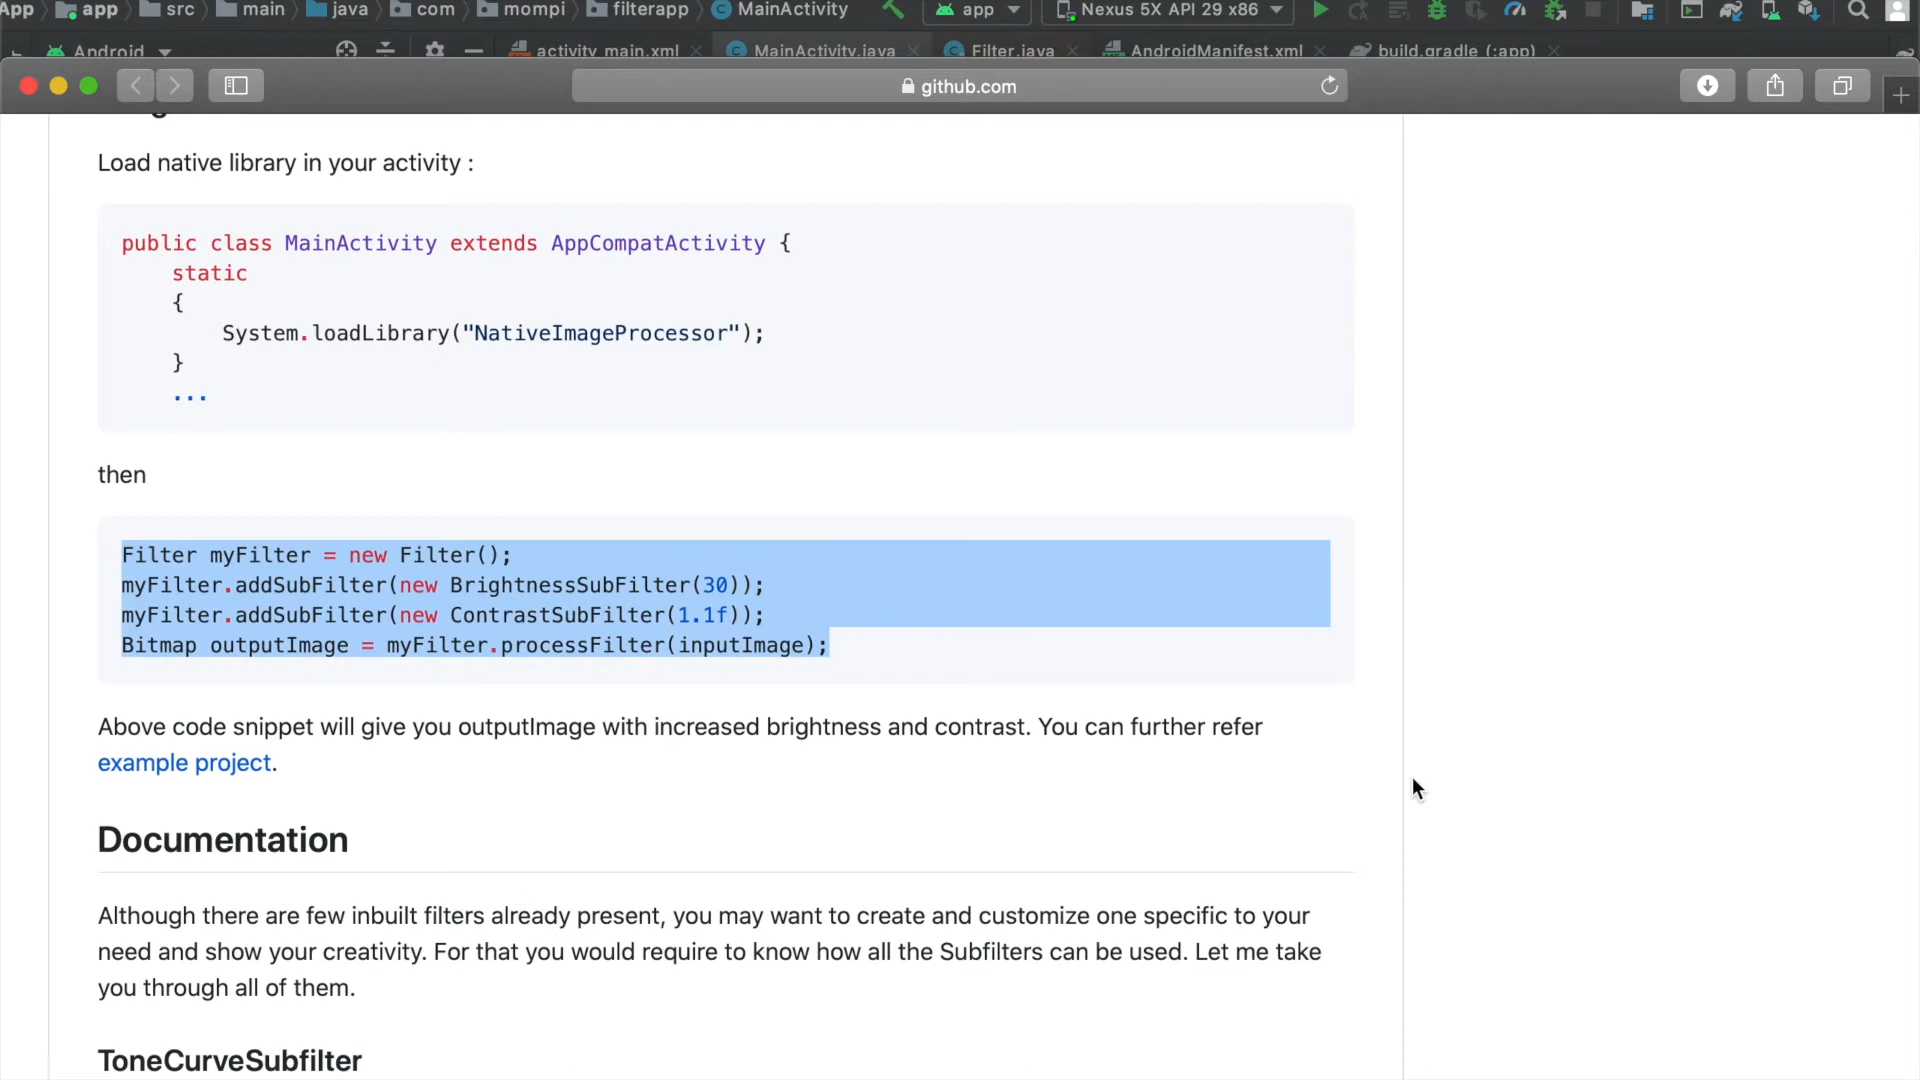 App app src main java com mompi filterapp MainActivity app Nexus 5X API 29 x86
Android activity_main.xml MainActivity.java Filter.java AndroidManifest.xml build.gradle (:app)
github.com
Load native library in your activity :
public class MainActivity extends AppCompatActivity {
static
{
System.loadLibrary("NativeImageProcessor");
}
...
then
Filter myFilter = new Filter();
myFilter.addSubFilter(new BrightnessSubFilter(30));
myFilter.addSubFilter(new ContrastSubFilter(1.1f));
Bitmap outputImage = myFilter.processFilter(inputImage);
Above code snippet will give you outputImage with increased brightness and contrast. You can further refer
example project.
Documentation
Although there are few inbuilt filters already present, you may want to create and customize one specific to your
need and show your creativity. For that you would require to know how all the Subfilters can be used. Let me take
you through all of them.
ToneCurveSubfilter